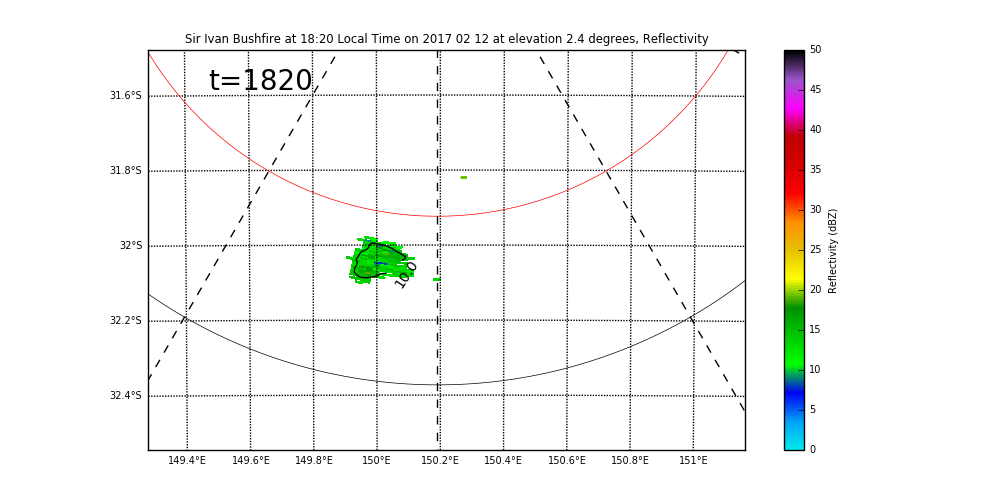 Sir Ivan Bushfire at 18:20 Local Time on 2017 02 12 at elevation 2.4 degrees, Reflectivity
t=1820
31.6°S
31.8°S
32°S
32.2°S
32.4°S
10.0
149.4°E 149.6°E 149.8°E 150°E 150.2°E 150.4°E 150.6°E 150.8°E 151°E
50
45
40
35
30
25
20
15
10
5
0
Reflectivity (dBZ)